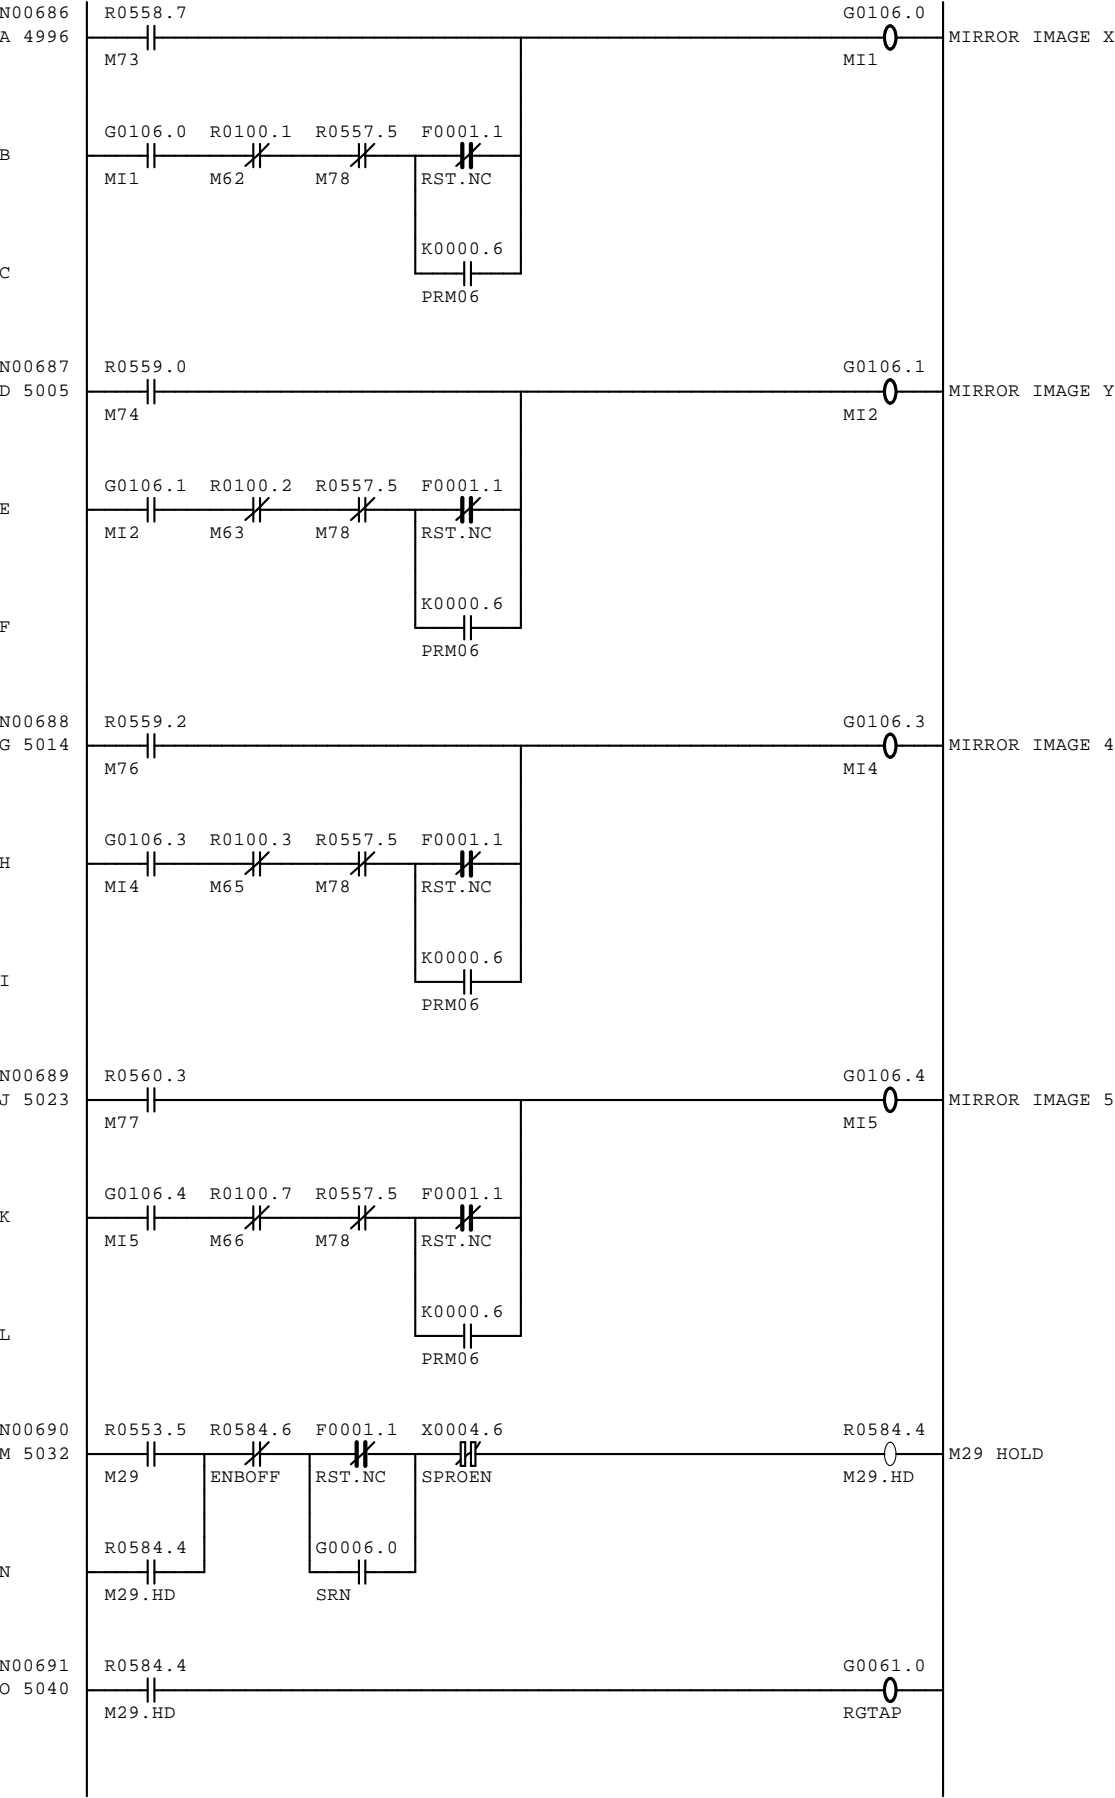 N00686 R0558.7 G0106.0
A 4996 MIRROR IMAGE X
M73 MI1
G0106.0 R0100.1 R0557.5 F0001.1
B
MI1 M62 M78 RST.NC
K0000.6
C
PRM06
N00687 R0559.0 G0106.1
D 5005 MIRROR IMAGE Y
M74 MI2
G0106.1 R0100.2 R0557.5 F0001.1
E
MI2 M63 M78 RST.NC
K0000.6
F
PRM06
N00688 R0559.2 G0106.3
G 5014 MIRROR IMAGE 4
M76 MI4
G0106.3 R0100.3 R0557.5 F0001.1
H
MI4 M65 M78 RST.NC
K0000.6
I
PRM06
N00689 R0560.3 G0106.4
J 5023 MIRROR IMAGE 5
M77 MI5
G0106.4 R0100.7 R0557.5 F0001.1
K
MI5 M66 M78 RST.NC
K0000.6
L
PRM06
N00690 R0553.5 R0584.6 F0001.1 X0004.6 R0584.4
M 5032 M29 HOLD
M29 ENBOFF RST.NC SPROEN M29.HD
R0584.4 G0006.0
N
M29.HD SRN
N00691 R0584.4 G0061.0
O 5040
M29.HD RGTAP